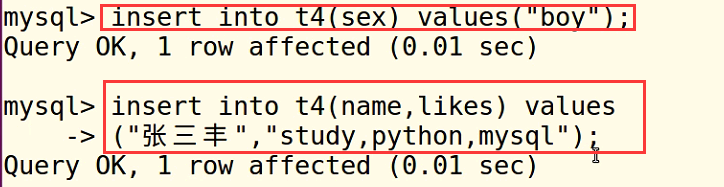 mysql> insert into t4(sex) values("boy");
Query OK, 1 row affected (0.01 sec)
mysql> insert into t4(name,likes) values
-> ("张三丰","study,python,mysql");
Query OK, 1 row affected (0.01 sec)